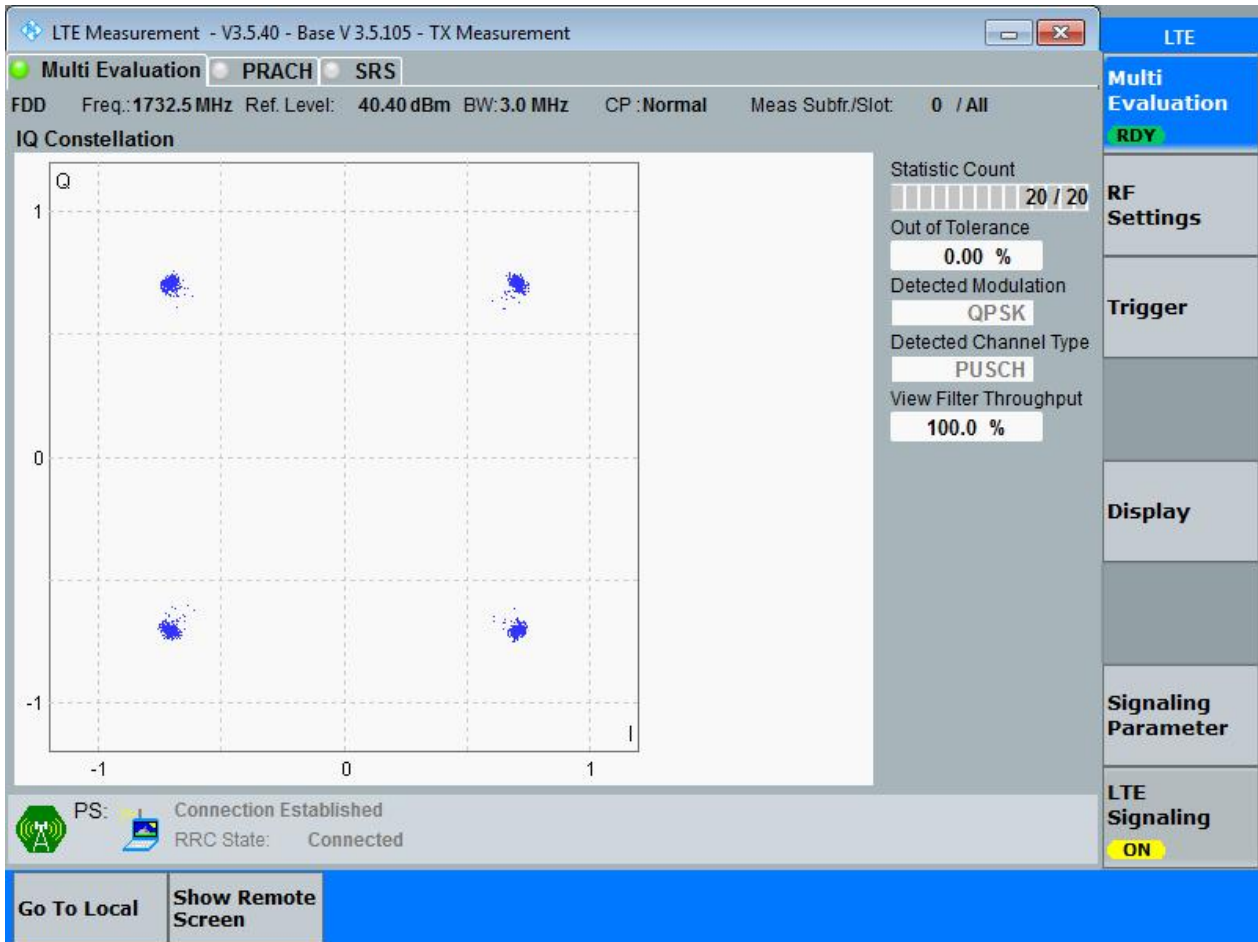 LTE Measurement - V3.5.40 - Base V 3.5.105 - TX Measurement
LTE
Multi Evaluation PRACH SRS
Multi
Evaluation
RDY
FDD Freq.: 1732.5 MHz Ref. Level: 40.40 dBm BW: 3.0 MHz CP : Normal Meas Subfr./Slot: 0 / All
IQ Constellation
Q
1
0
-1
I
-1 0 1
Statistic Count
20 / 20
Out of Tolerance
0.00 %
Detected Modulation
QPSK
Detected Channel Type
PUSCH
View Filter Throughput
100.0 %
RF
Settings
Trigger
Display
Signaling
Parameter
LTE
Signaling
ON
PS: Connection Established
RRC State: Connected
Go To Local
Show Remote
Screen